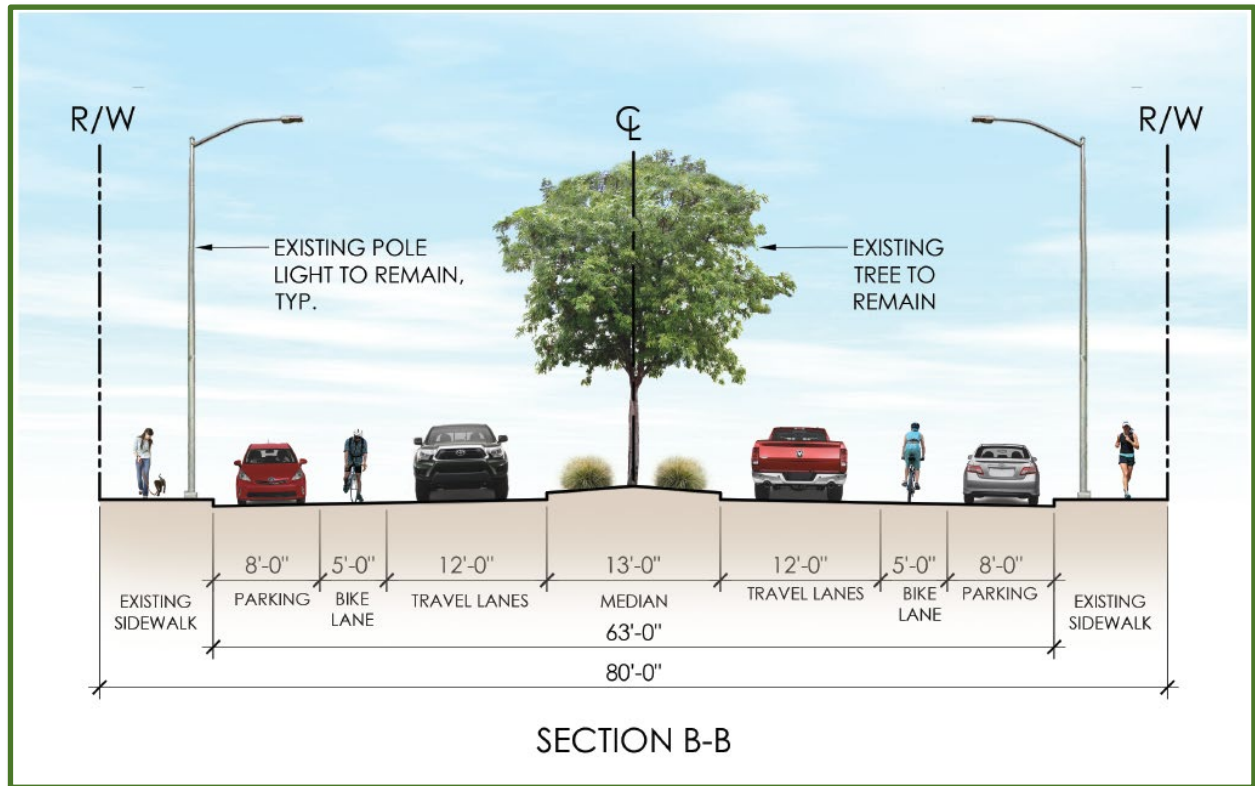 R/W
℄
R/W
EXISTING POLE
LIGHT TO REMAIN,
TYP.
EXISTING
TREE TO
REMAIN
8'-0"
5'-0"
12'-0"
13'-0"
12'-0"
5'-0"
8'-0"
EXISTING
SIDEWALK
PARKING
BIKE
LANE
TRAVEL LANES
MEDIAN
TRAVEL LANES
BIKE
LANE
PARKING
EXISTING
SIDEWALK
63'-0"
80'-0"
SECTION B-B